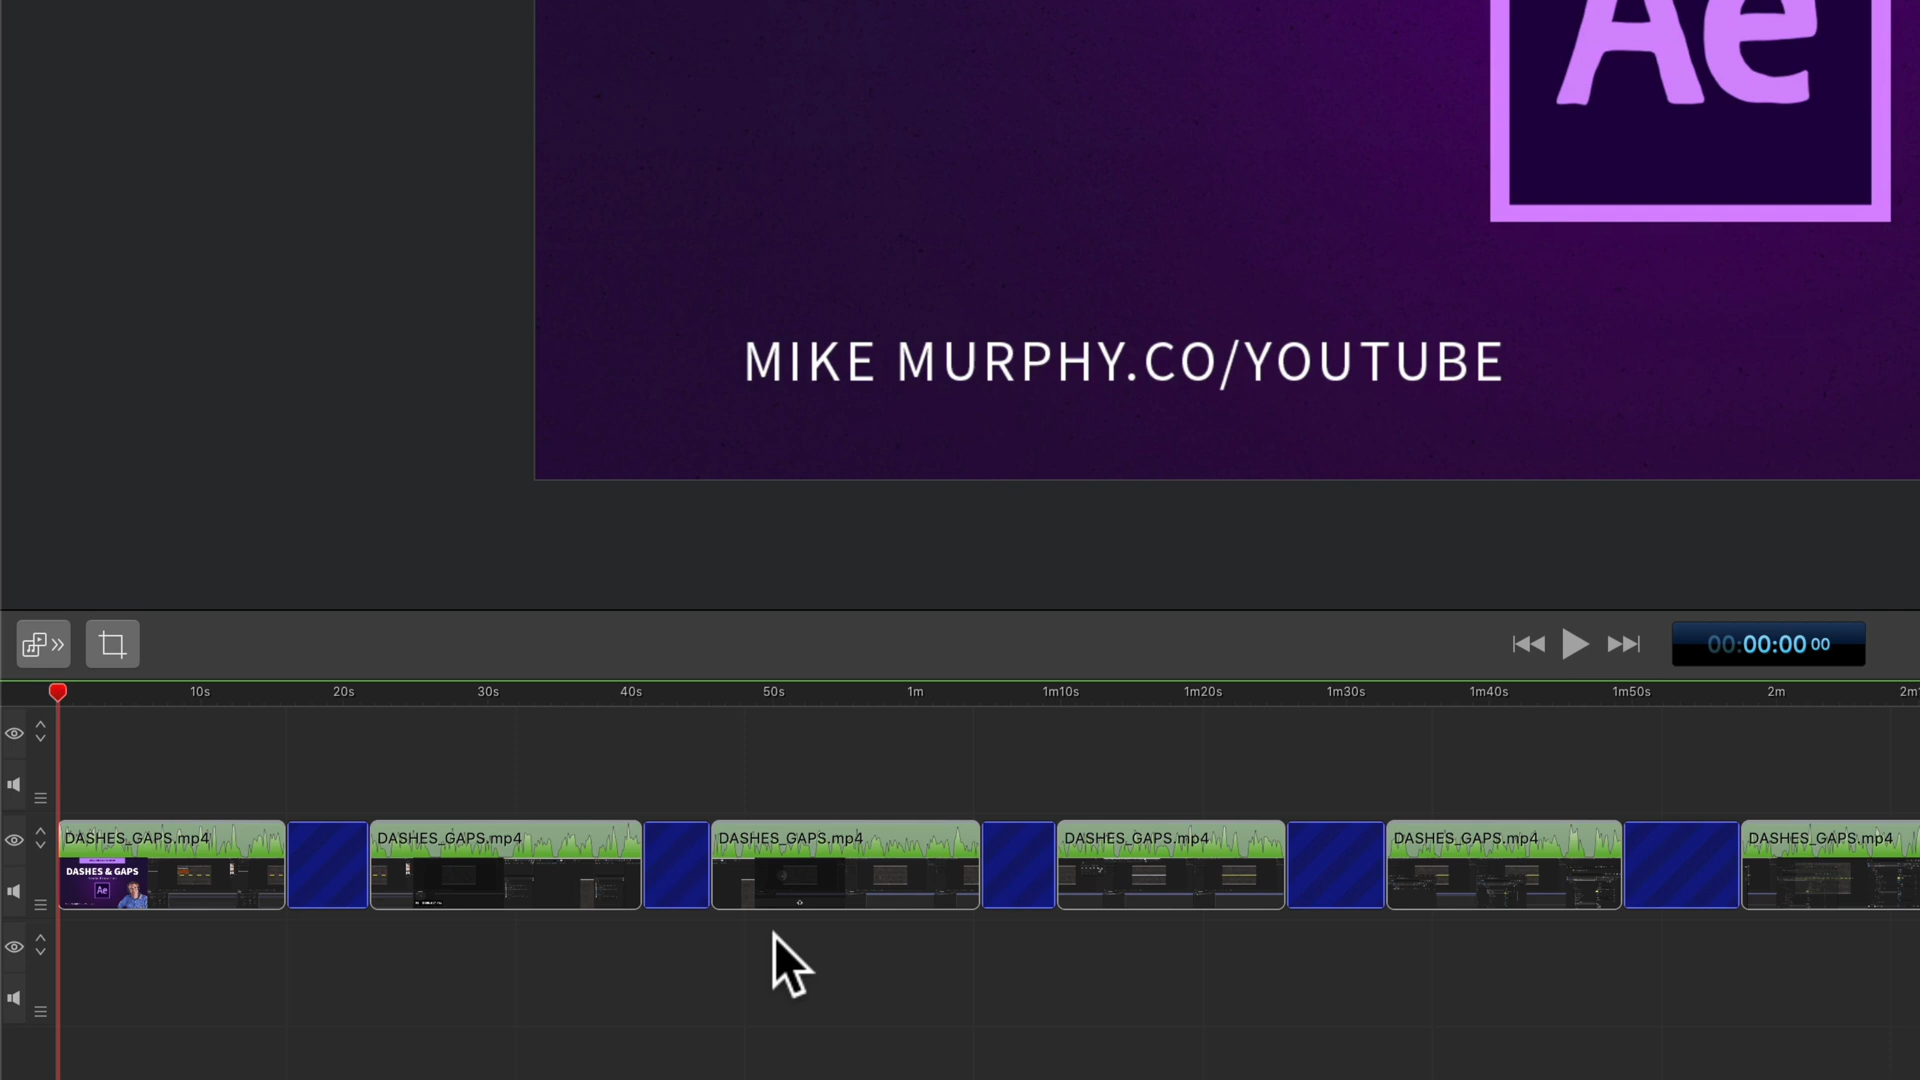 Ae
MIKE MURPHY.CO/YOUTUBE
00:00:00 00
10s 20s 30s 40s 50s 1m 1m10s 1m20s 1m30s 1m40s 1m50s 2m
DASHES_GAPS.mp4 DASHES_GAPS.mp4 DASHES_GAPS.mp4 DASHES_GAPS.mp4 DASHES_GAPS.mp4 DASHES_GAPS.mp4
DASHES & GAPS
Ae